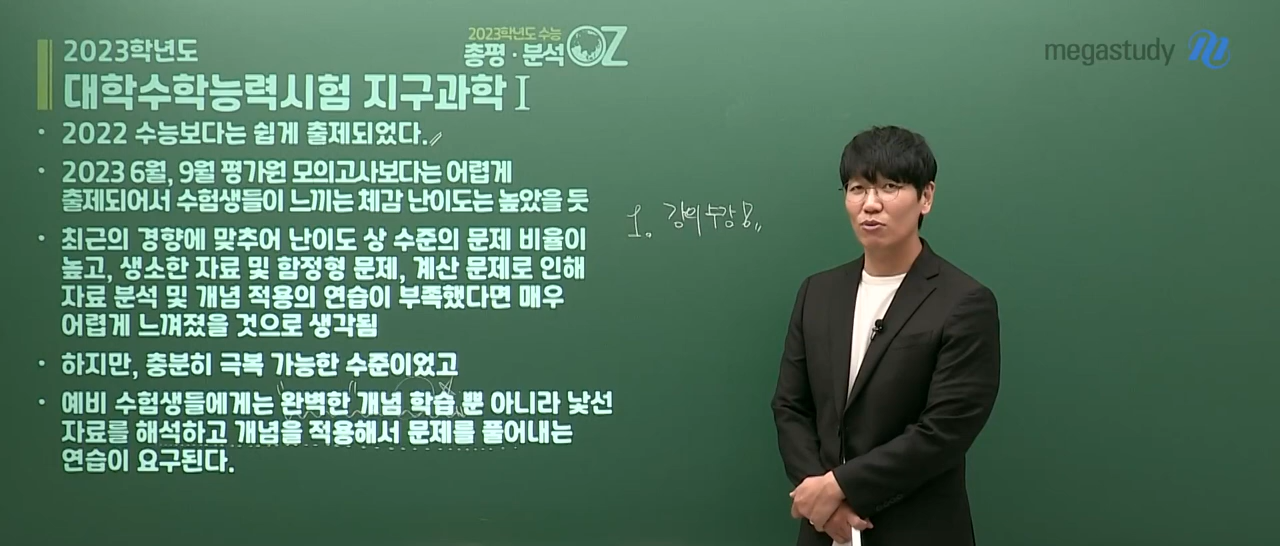 2023학년도
2023학년도 수능
총평·분석 OZ
megastudy
대학수학능력시험 지구과학 I
• 2022 수능보다는 쉽게 출제되었다.
• 2023 6월, 9월 평가원 모의고사보다는 어렵게
출제되어서 수험생들이 느끼는 체감 난이도는 높았을 듯
• 최근의 경향에 맞추어 난이도 상 수준의 문제 비율이
높고, 생소한 자료 및 함정형 문제, 계산 문제로 인해
자료 분석 및 개념 적용의 연습이 부족했다면 매우
어렵게 느껴졌을 것으로 생각됨
• 하지만, 충분히 극복 가능한 수준이었고
• 예비 수험생들에게는 "완벽한" 개념 학습 뿐 아니라 낯선
자료를 해석하고 개념을 적용해서 문제를 풀어내는
연습이 요구된다.
1. 강의 수강